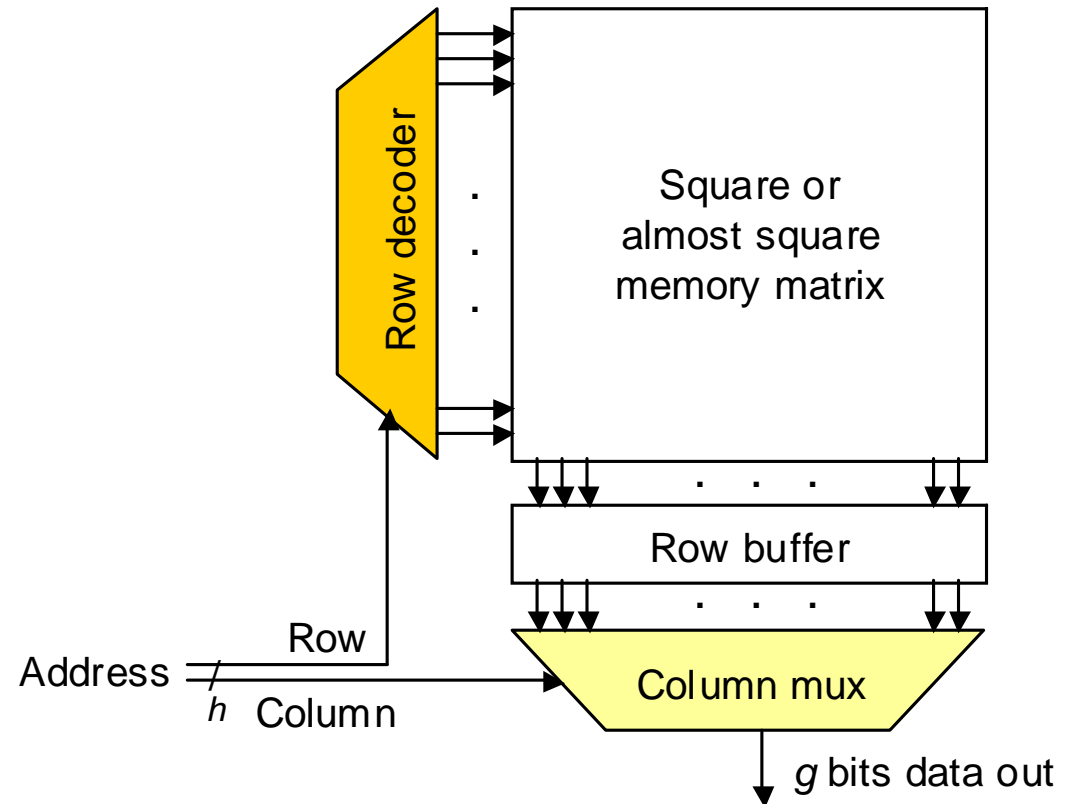 Row decoder
Square or
almost square
memory matrix
. . .
. . .
Row buffer
. . .
Row
Address
h
Column
Column mux
g bits data out